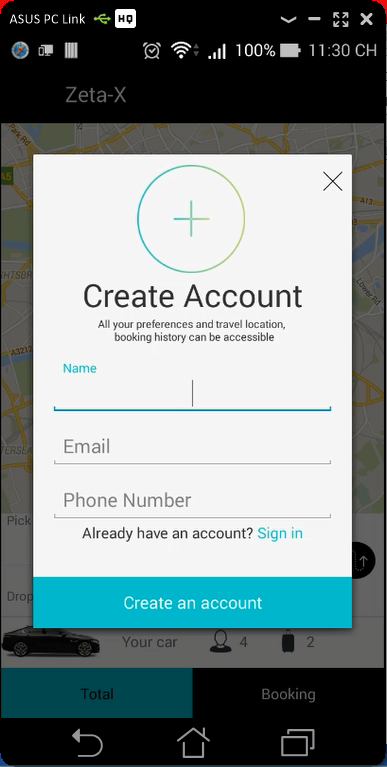 ASUS PC Link HQ
100% 11:30 CH
Zeta-X
A5
A3212
Create Account
All your preferences and travel location,
booking history can be accessible
Name
Email
Phone Number
Already have an account? Sign in
Pick
Drop
Create an account
Your car 4 2
Total Booking